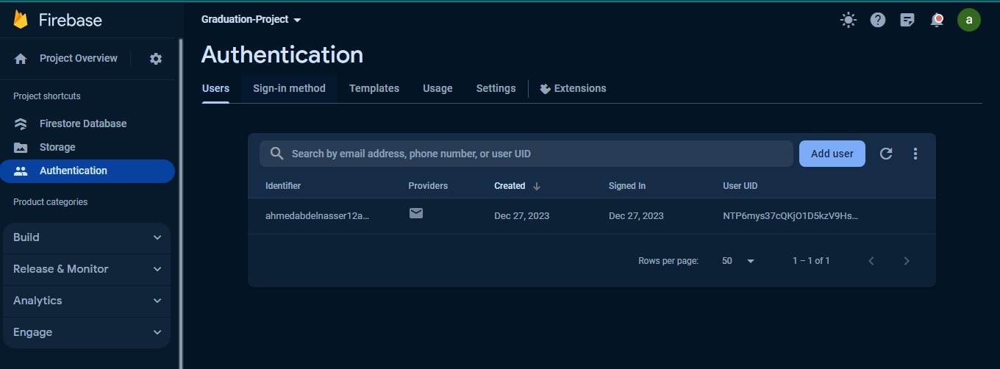 Firebase
Graduation-Project
a
Project Overview
Authentication
Users Sign-in method Templates Usage Settings Extensions
Project shortcuts
Firestore Database
Storage
Authentication
Product categories
Build
Release & Monitor
Analytics
Engage
Search by email address, phone number, or user UID Add user
Identifier Providers Created Signed In User UID
ahmedabdelnasser12a... Dec 27, 2023 Dec 27, 2023 NTP6mys37cQKjO1D5kzV9Hs...
Rows per page: 50 1 – 1 of 1